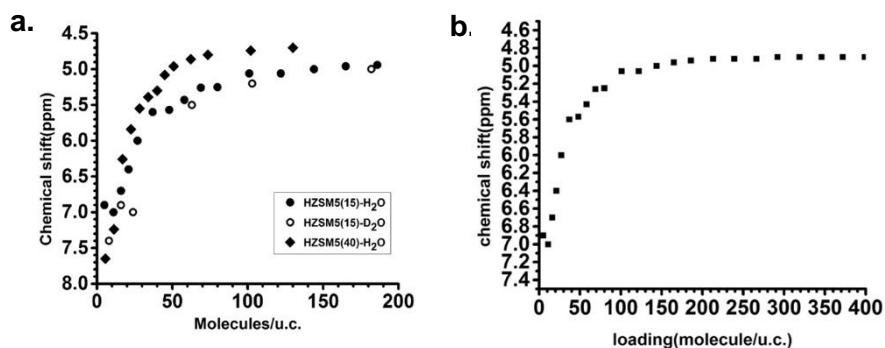 a.
4.5
5.0
5.5
6.0
6.5
7.0
7.5
8.0
Chemical shift(ppm)
0 50 100 150 200
Molecules/u.c.
HZSM5(15)-H₂O
HZSM5(15)-D₂O
HZSM5(40)-H₂O
b.
4.6
4.8
5.0
5.2
5.4
5.6
5.8
6.0
6.2
6.4
6.6
6.8
7.0
7.2
7.4
chemical shift(ppm)
0 50 100 150 200 250 300 350 400
loading(molecule/u.c.)